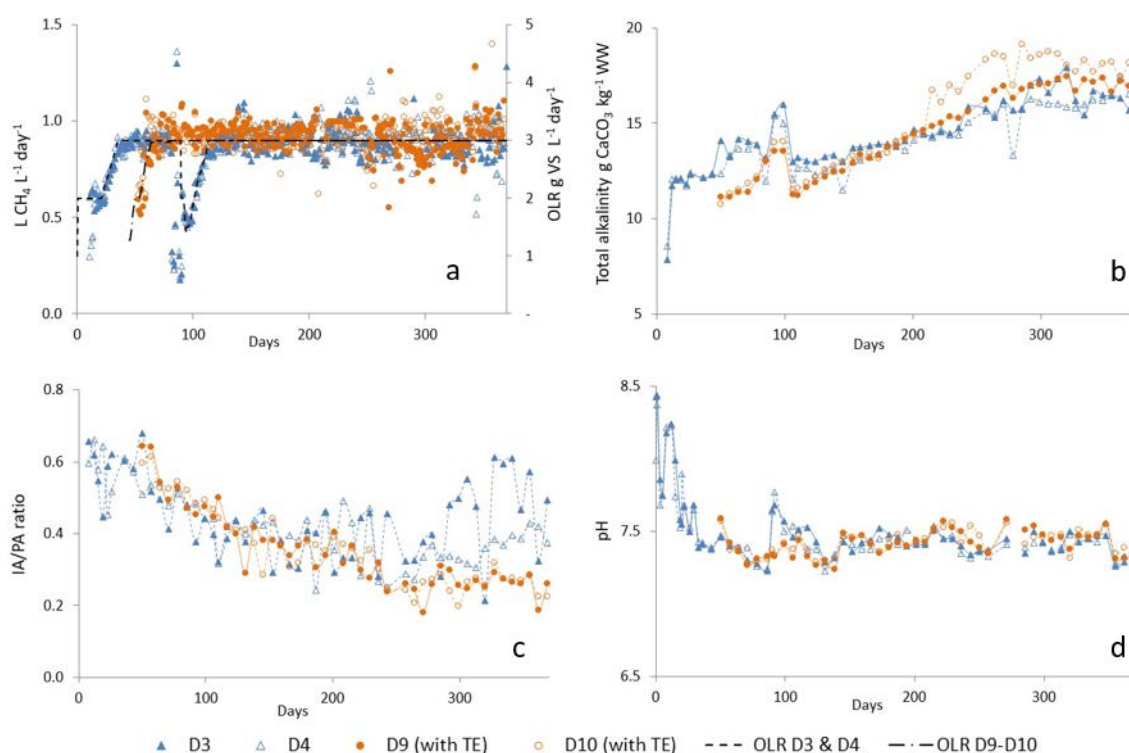 1.5
1.0
0.5
0.0
L CH₄ L⁻¹ day⁻¹
5
4
3
2
1
-
OLR g VS L⁻¹ day⁻¹
0 100 200 300
Days
a
20
15
10
5
Total alkalinity g CaCO₃ kg⁻¹ WW
0 100 200 300
Days
b
0.8
0.6
0.4
0.2
0.0
IA/PA ratio
0 100 200 300
Days
c
8.5
7.5
6.5
pH
0 100 200 300
Days
d
D3 D4 D9 (with TE) D10 (with TE) OLR D3 & D4 OLR D9-D10